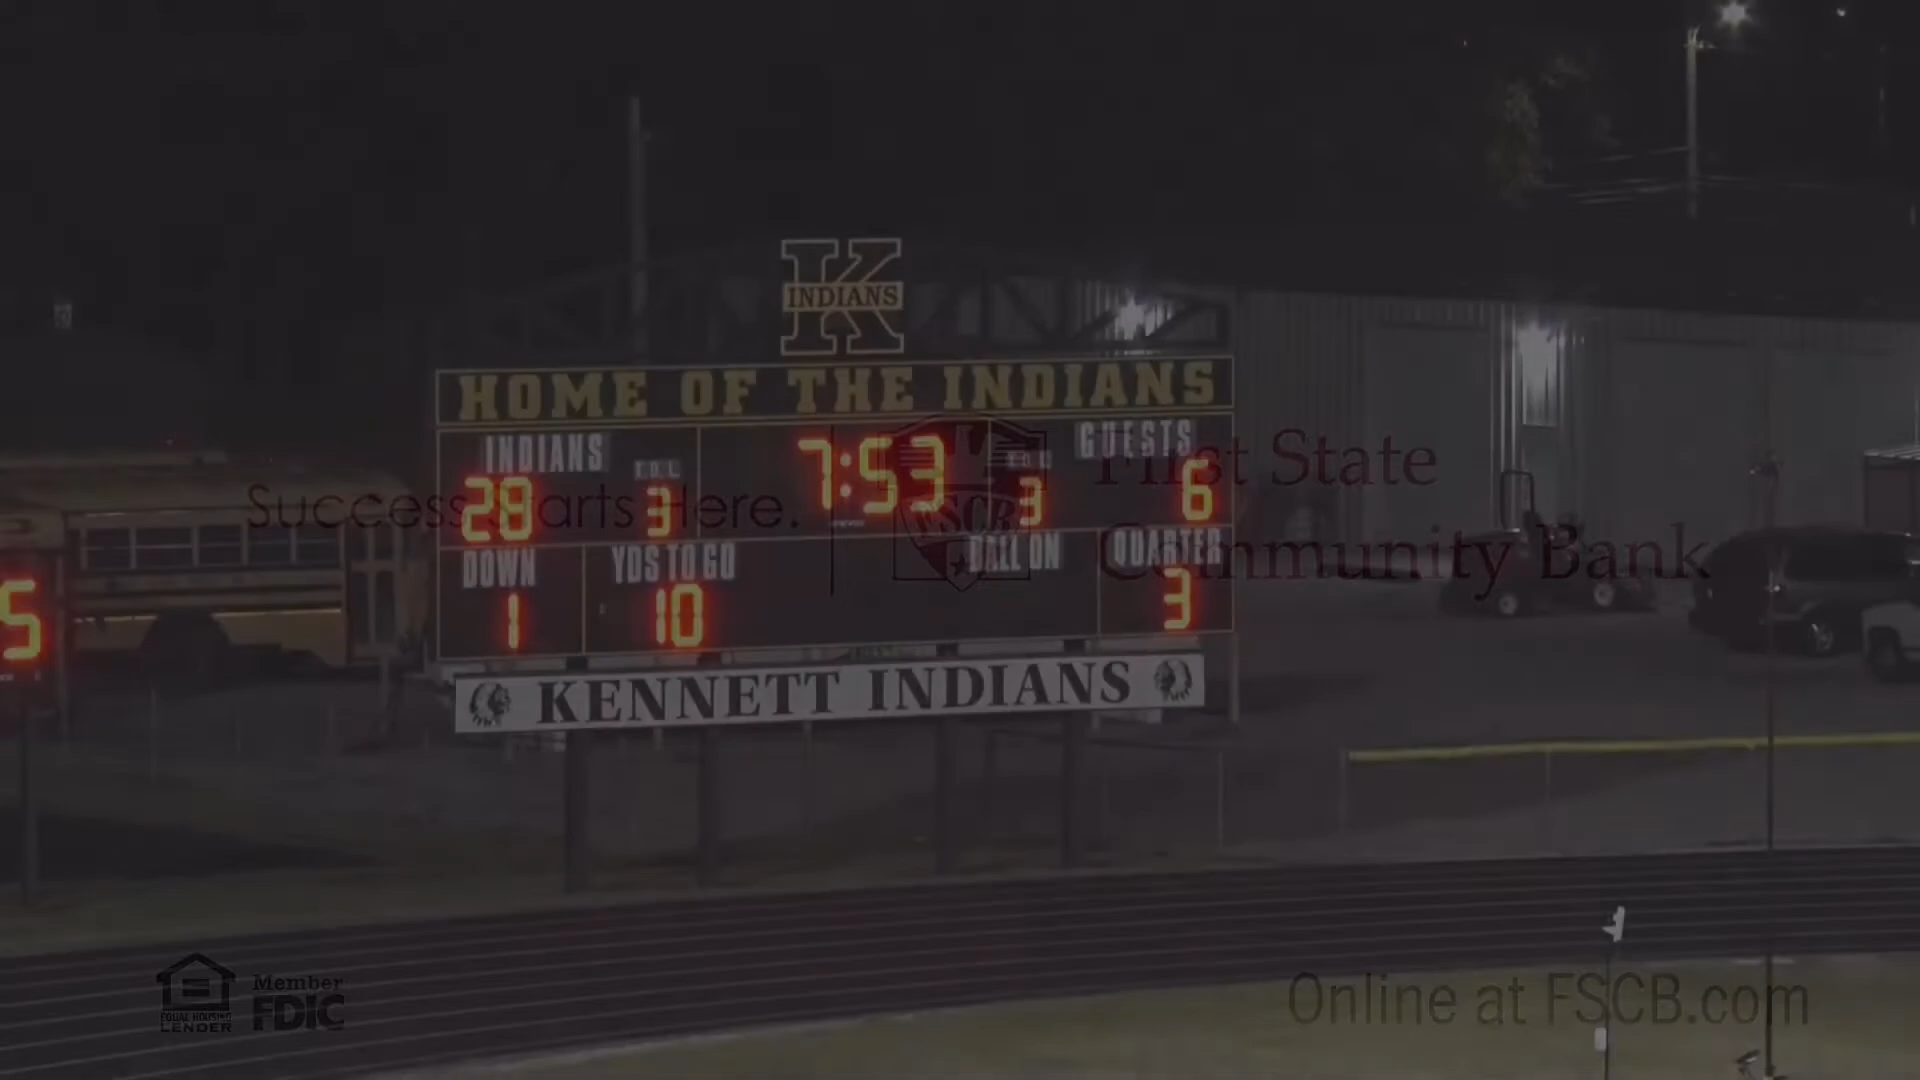 K
INDIANS
HOME OF THE INDIANS
INDIANS
T.O.L.
7:53
GUESTS
28
3
3
6
DOWN
YDS TO GO
BALL ON
QUARTER
1
10
3
5
KENNETT INDIANS
Success Starts Here.
FSCB
First State
Community Bank
EQUAL HOUSING
LENDER
Member
FDIC
Online at FSCB.com